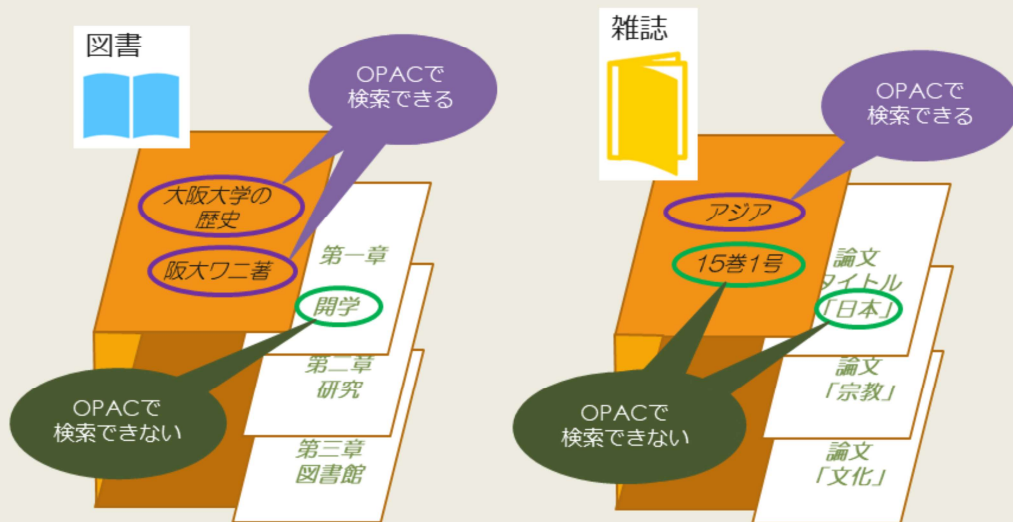 図書
OPACで
検索できる
大阪大学の
歴史
阪大ワニ著
第一章
開学
第二章
研究
第三章
図書館
OPACで
検索できない
雑誌
OPACで
検索できる
アジア
15巻1号
論文
タイトル
「日本」
論文
「宗教」
論文
「文化」
OPACで
検索できない